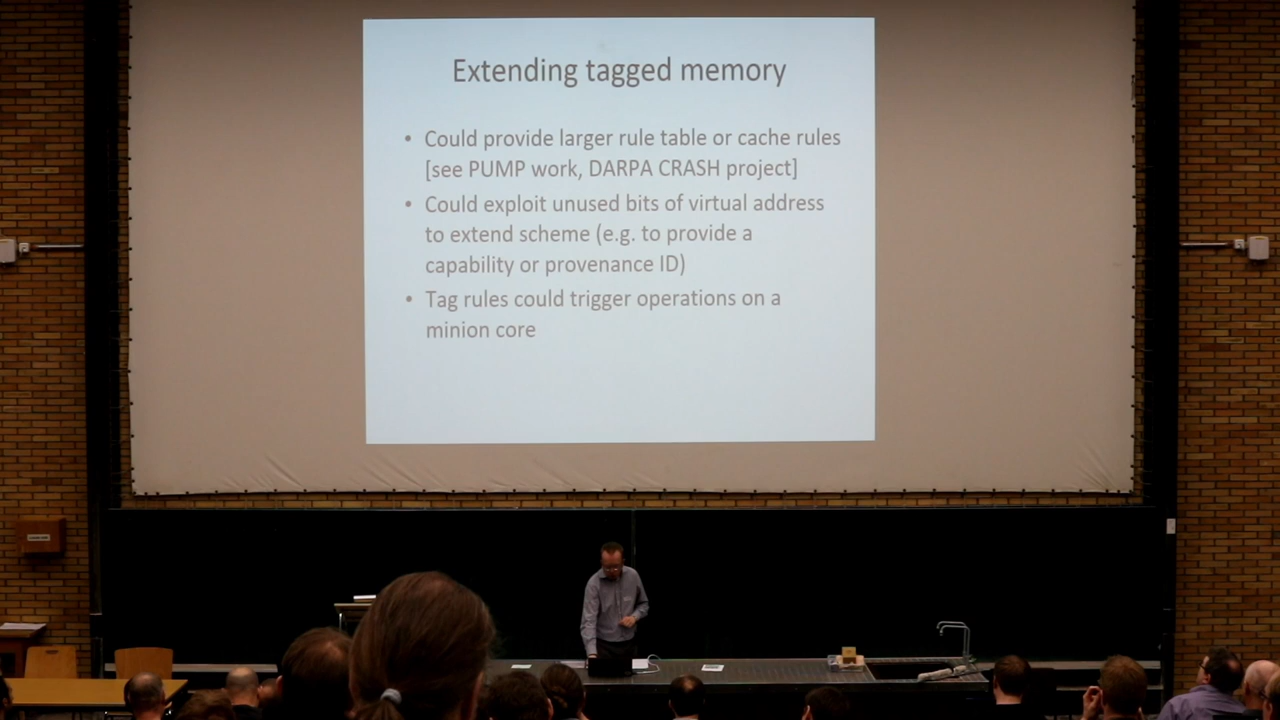 Extending tagged memory
• Could provide larger rule table or cache rules
[see PUMP work, DARPA CRASH project]
• Could exploit unused bits of virtual address
to extend scheme (e.g. to provide a
capability or provenance ID)
• Tag rules could trigger operations on a
minion core